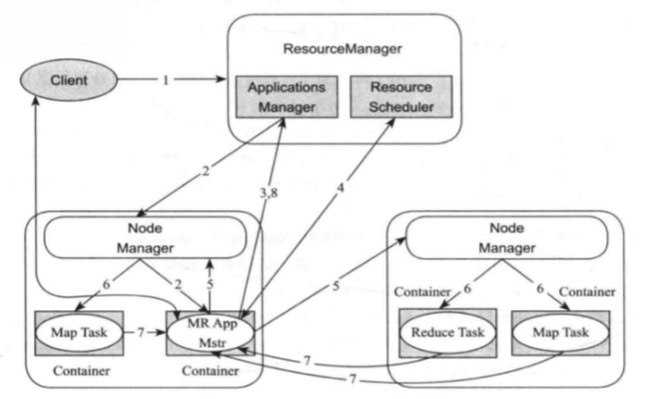 ResourceManager
Client
1
Applications
Manager
Resource
Scheduler
2
3,8
4
Node
Manager
Node
Manager
6
2
5
5
Container
6
6
Container
Map Task
7
MR App
Mstr
Reduce Task
Map Task
7
7
Container
Container